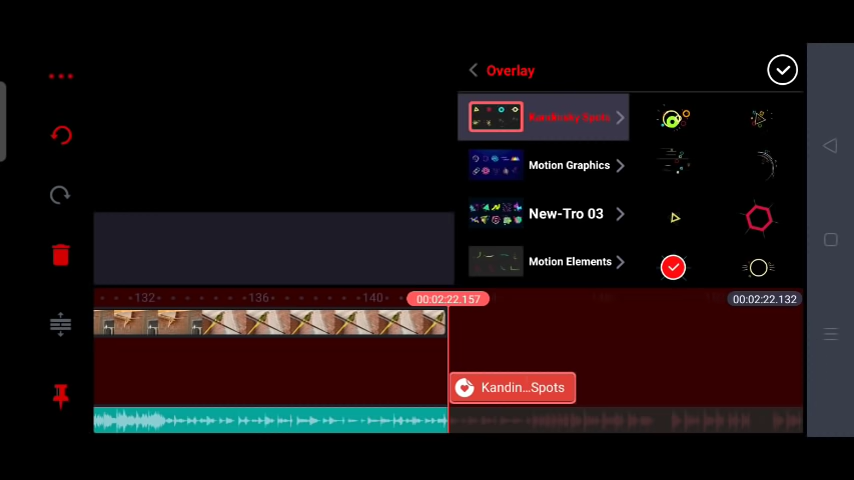 Overlay
Kandinsky Spots
Motion Graphics
New-Tro 03
Motion Elements
132
136
140
00:02:22.157
00:02:22.132
Kandin...Spots